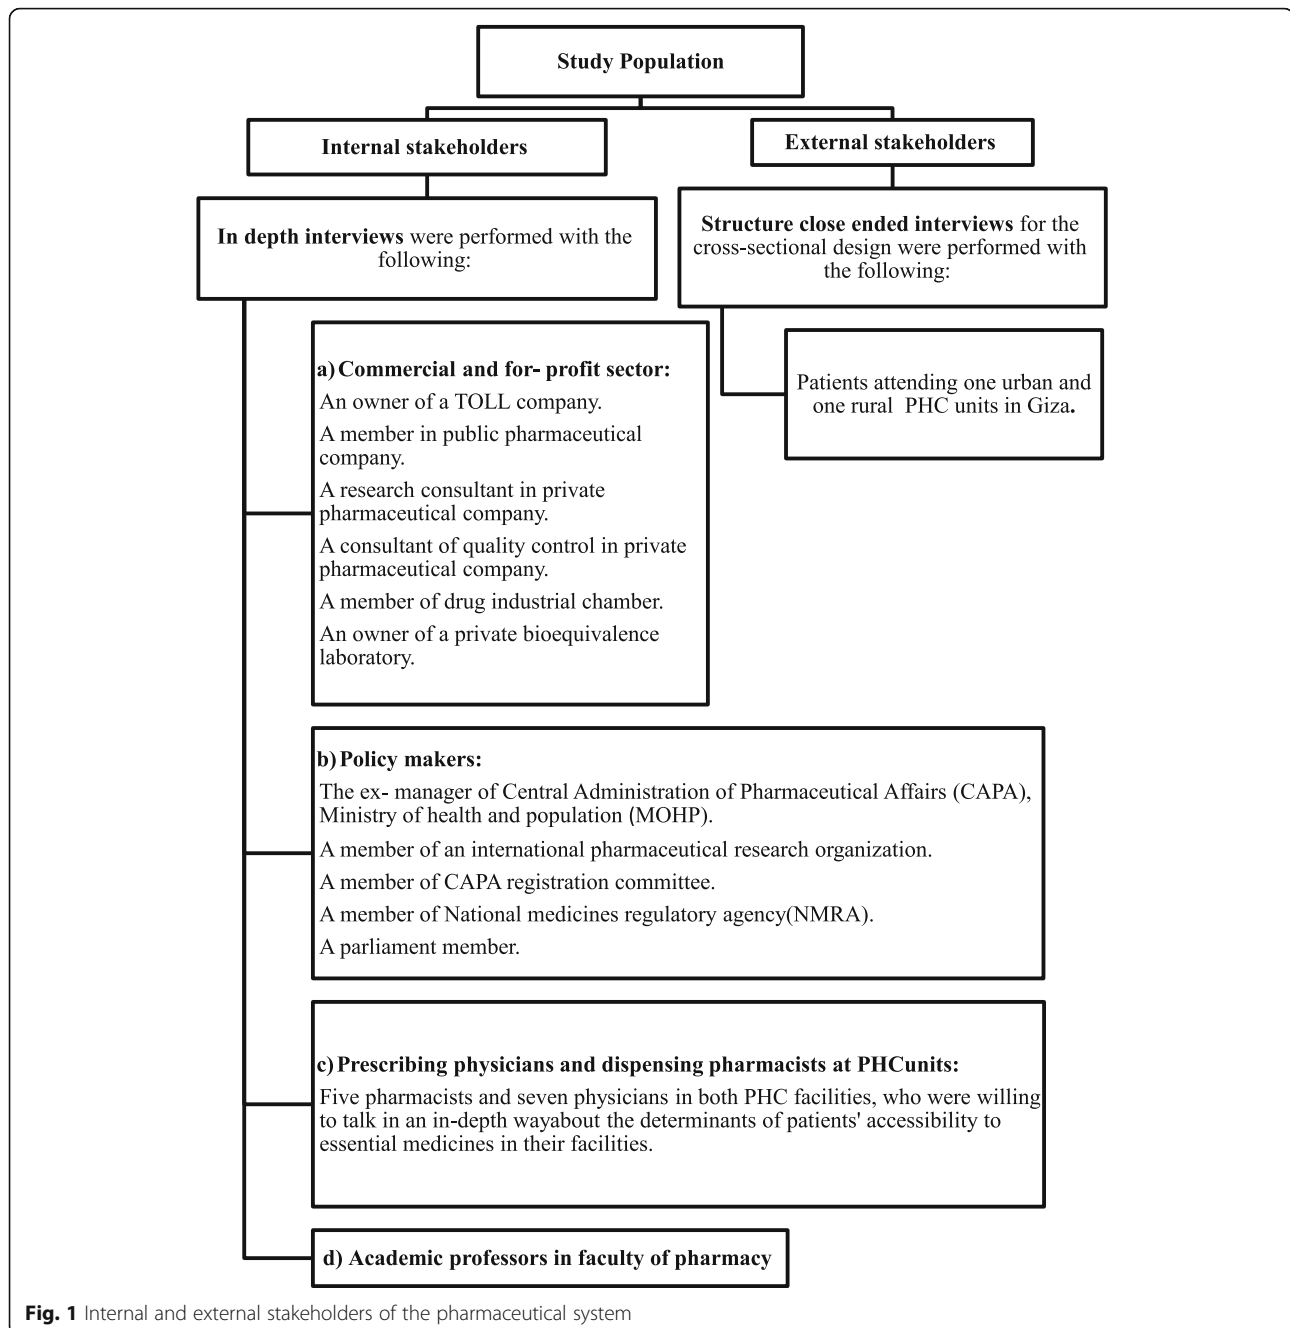 Study Population
Internal stakeholders
External stakeholders
In depth interviews were performed with the
following:
Structure close ended interviews for the
cross-sectional design were performed with
the following:
a) Commercial and for- profit sector:
An owner of a TOLL company.
A member in public pharmaceutical
company.
A research consultant in private
pharmaceutical company.
A consultant of quality control in private
pharmaceutical company.
A member of drug industrial chamber.
An owner of a private bioequivalence
laboratory.
Patients attending one urban and
one rural PHC units in Giza.
b) Policy makers:
The ex- manager of Central Administration of Pharmaceutical Affairs (CAPA),
Ministry of health and population (MOHP).
A member of an international pharmaceutical research organization.
A member of CAPA registration committee.
A member of National medicines regulatory agency(NMRA).
A parliament member.
c) Prescribing physicians and dispensing pharmacists at PHCunits:
Five pharmacists and seven physicians in both PHC facilities, who were willing
to talk in an in-depth wayabout the determinants of patients' accessibility to
essential medicines in their facilities.
d) Academic professors in faculty of pharmacy
Fig. 1 Internal and external stakeholders of the pharmaceutical system